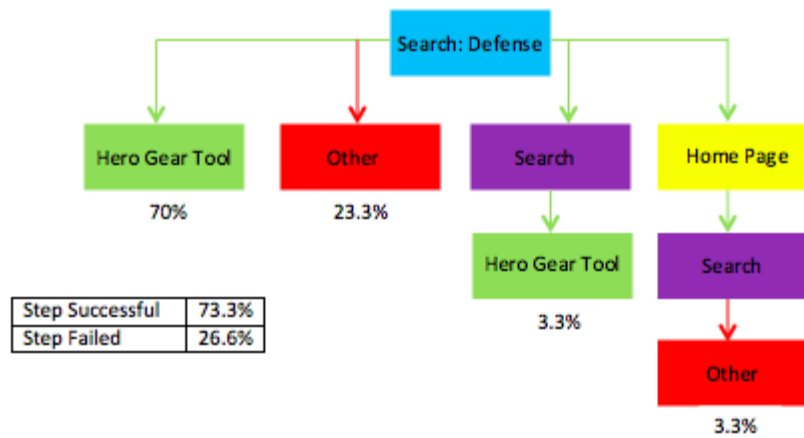 Search: Defense
Hero Gear Tool
Other
Search
Home Page
70%
23.3%
Hero Gear Tool
Search
3.3%
Step Successful 73.3%
Step Failed 26.6%
Other
3.3%